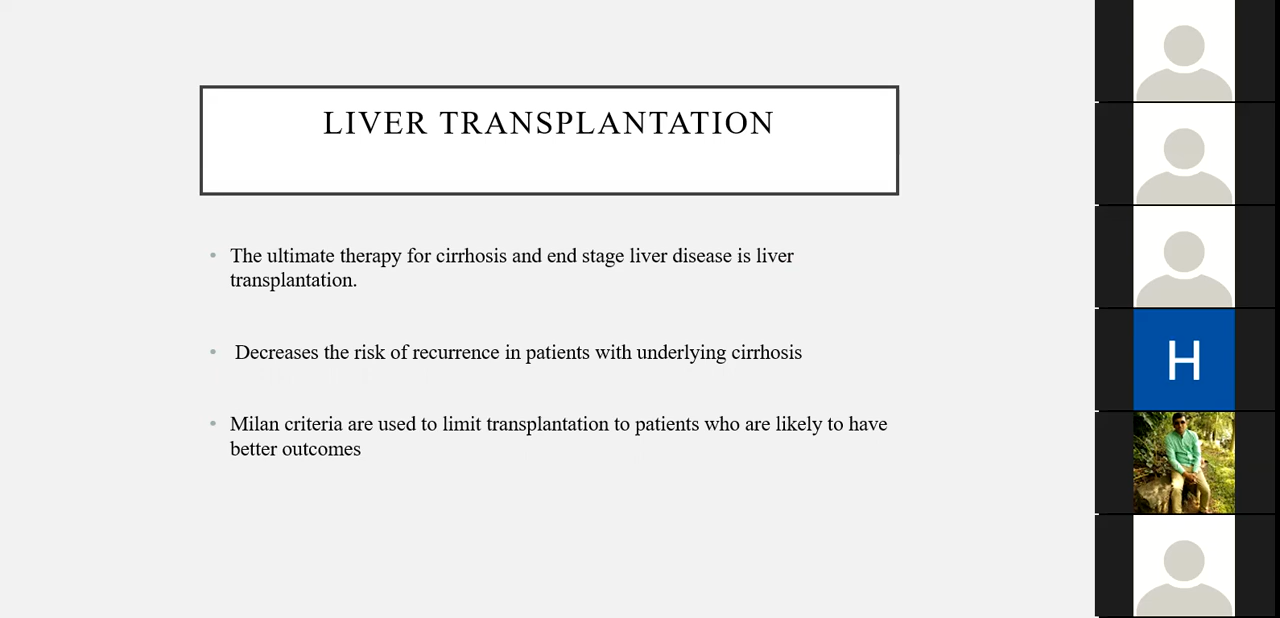 LIVER TRANSPLANTATION
• The ultimate therapy for cirrhosis and end stage liver disease is liver
transplantation.
• Decreases the risk of recurrence in patients with underlying cirrhosis
• Milan criteria are used to limit transplantation to patients who are likely to have
better outcomes
H